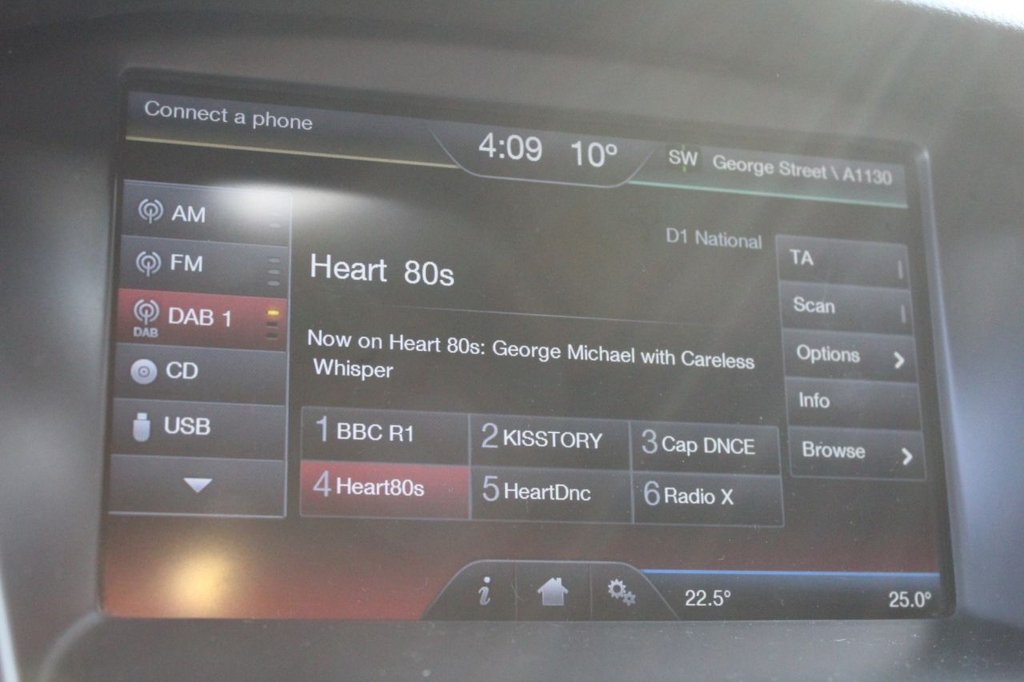 Connect a phone
4:09 10°
SW George Street \ A1130
AM
FM
DAB DAB 1
CD
USB
D1 National
Heart 80s
Now on Heart 80s: George Michael with Careless
Whisper
1 BBC R1 2 KISSTORY 3 Cap DNCE
4 Heart80s 5 HeartDnc 6 Radio X
TA
Scan
Options
Info
Browse
i
22.5° 25.0°